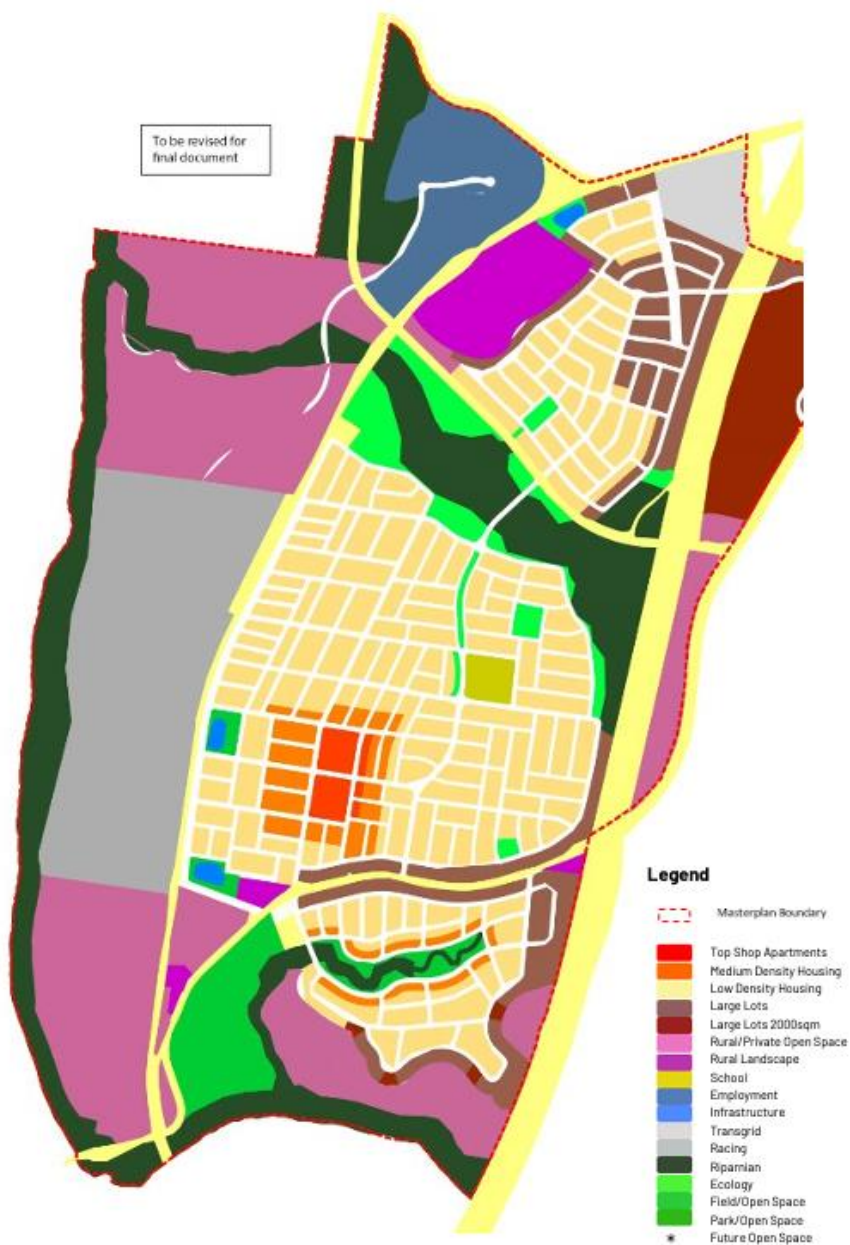 To be revised for
final document
Legend
Masterplan Boundary
Top Shop Apartments
Medium Density Housing
Low Density Housing
Large Lots
Large Lots 2000sqm
Rural/Private Open Space
Rural Landscape
School
Employment
Infrastructure
Transgrid
Racing
Riparnian
Ecology
Field/Open Space
Park/Open Space
* Future Open Space